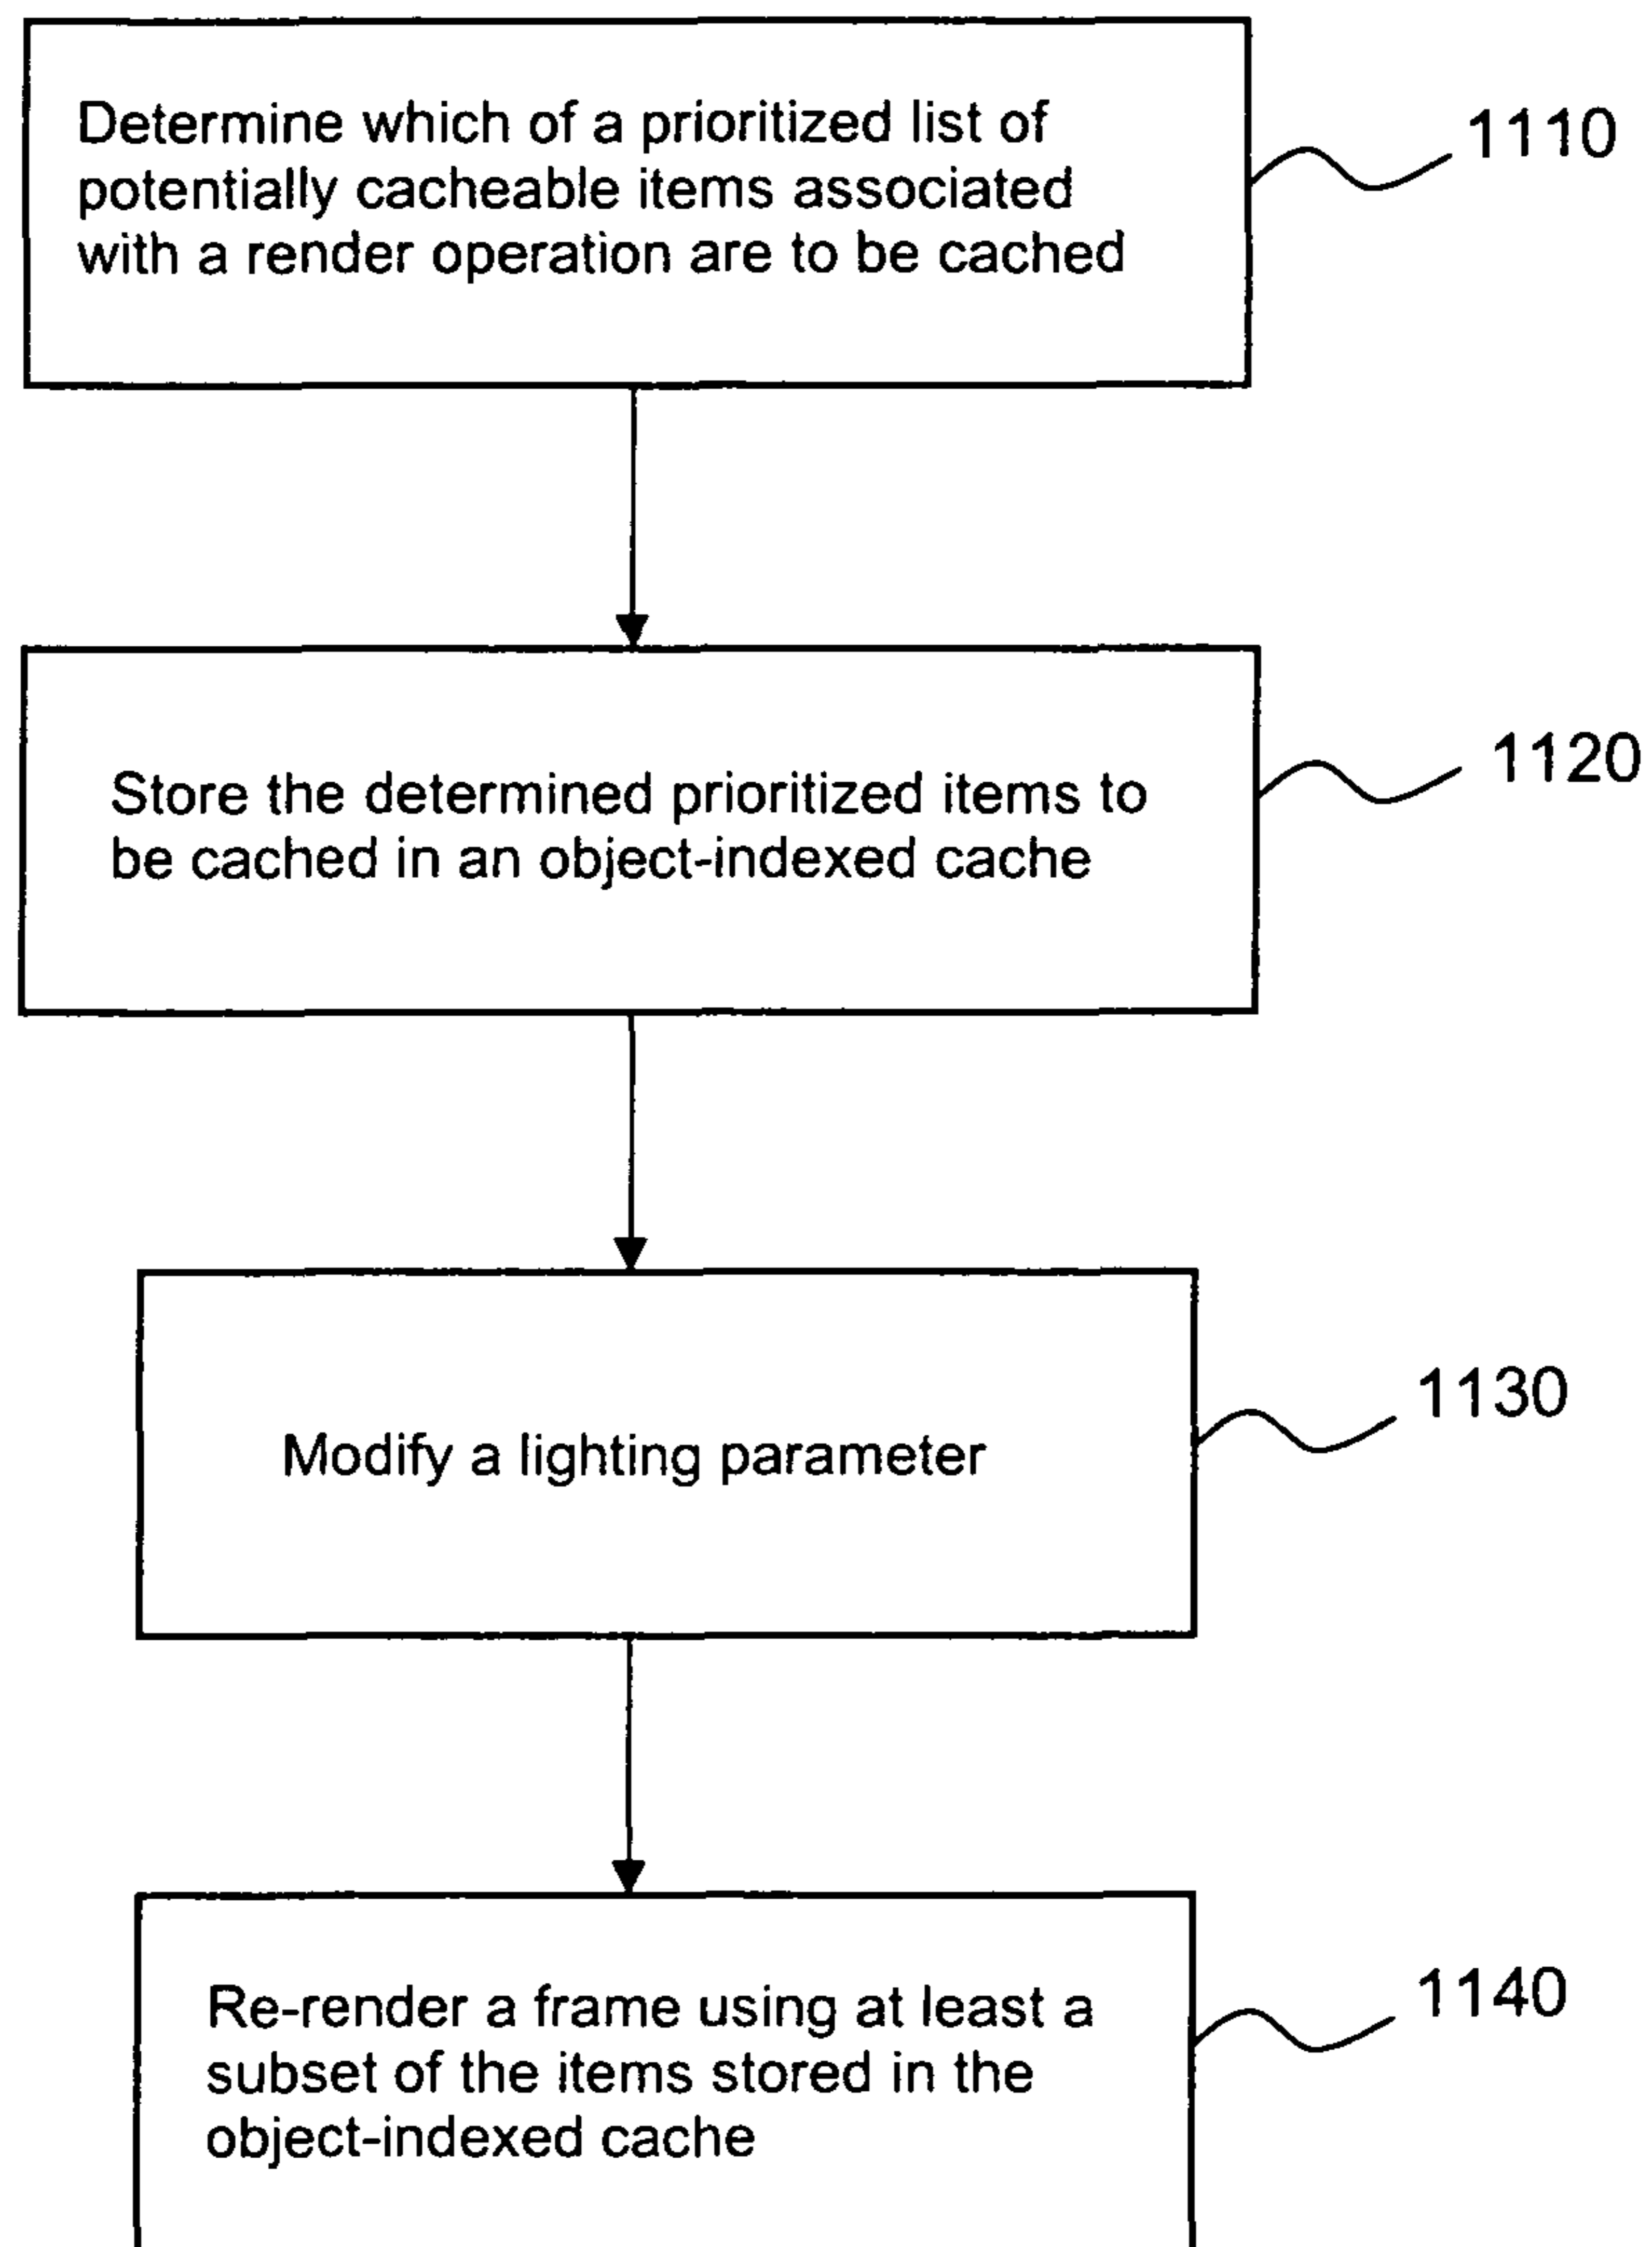 Determine which of a prioritized list of
potentially cacheable items associated
with a render operation are to be cached
1110
Store the determined prioritized items to
be cached in an object-indexed cache
1120
Modify a lighting parameter
1130
Re-render a frame using at least a
subset of the items stored in the
object-indexed cache
1140